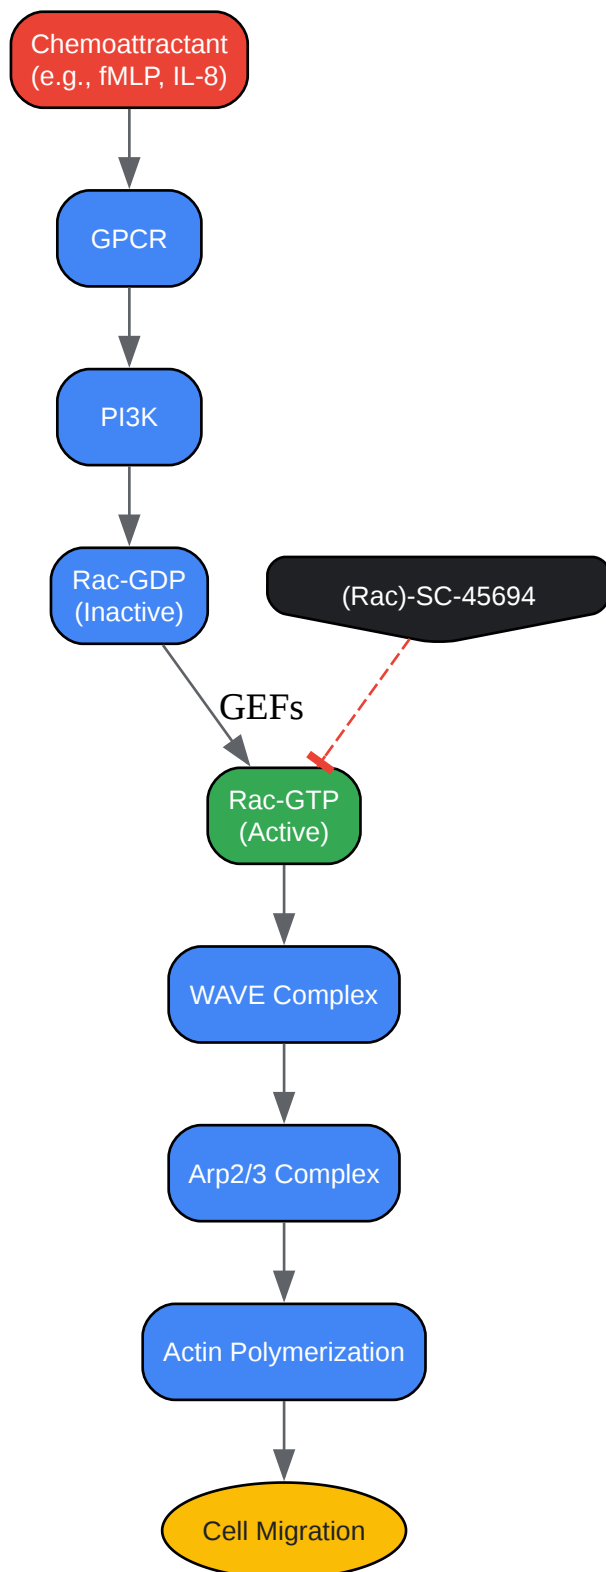 Chemoattractant
(e.g., fMLP, IL-8)
GPCR
PI3K
Rac-GDP
(Inactive)
(Rac)-SC-45694
GEFs
Rac-GTP
(Active)
WAVE Complex
Arp2/3 Complex
Actin Polymerization
Cell Migration